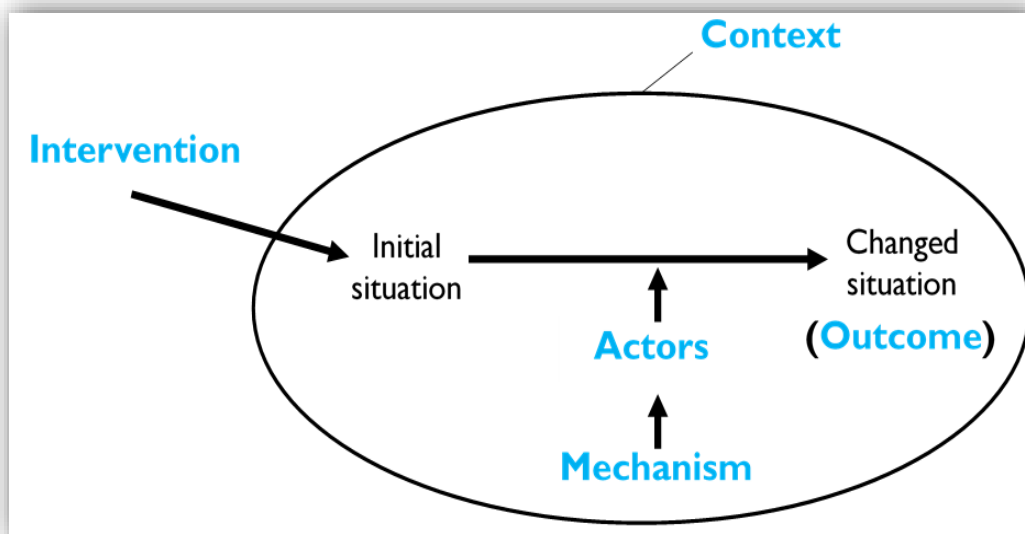 Context
Intervention
Initial
situation
Changed
situation
(Outcome)
Actors
Mechanism